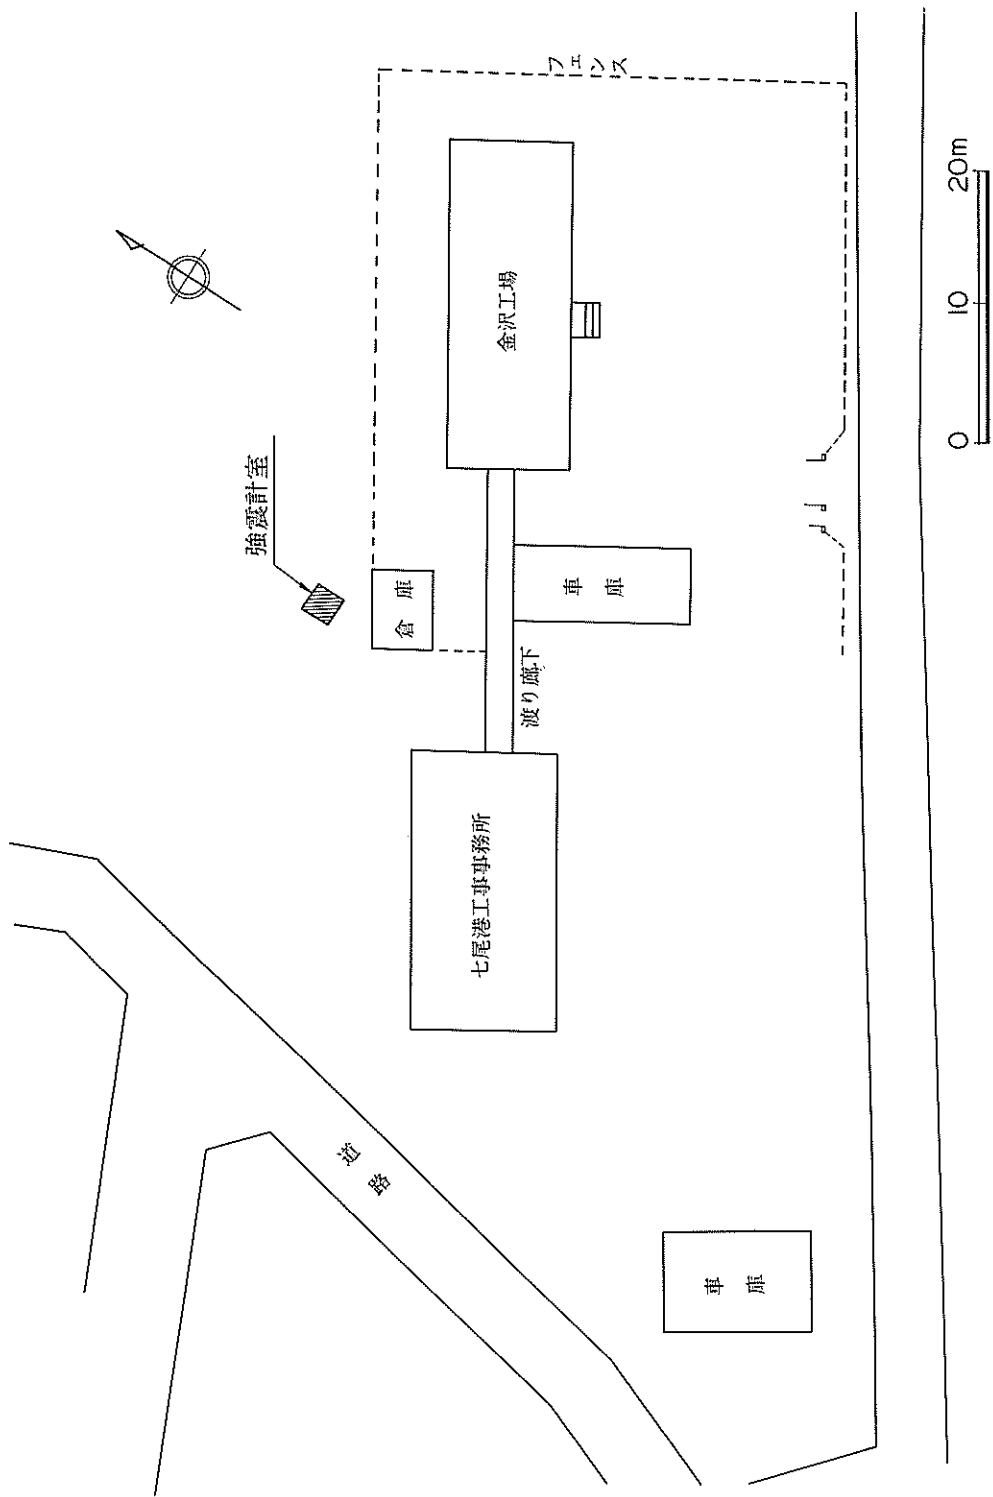 フェンス
金沢工場
強震計室
倉庫
車庫
渡り廊下
七尾港工事事務所
道路
車庫
0 10 20m